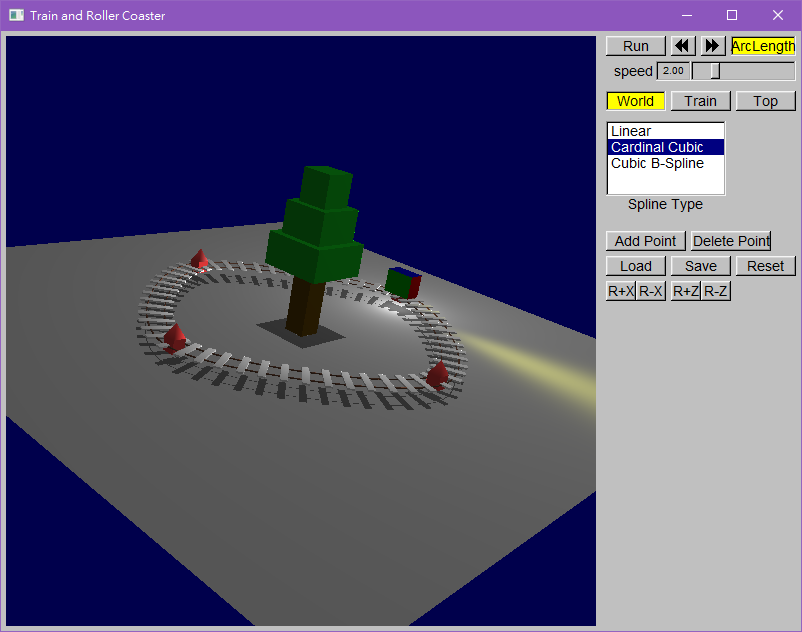 Train and Roller Coaster
Run
ArcLength
speed 2.00
World Train Top
Linear
Cardinal Cubic
Cubic B-Spline
Spline Type
Add Point Delete Point
Load Save Reset
R+X R-X R+Z R-Z